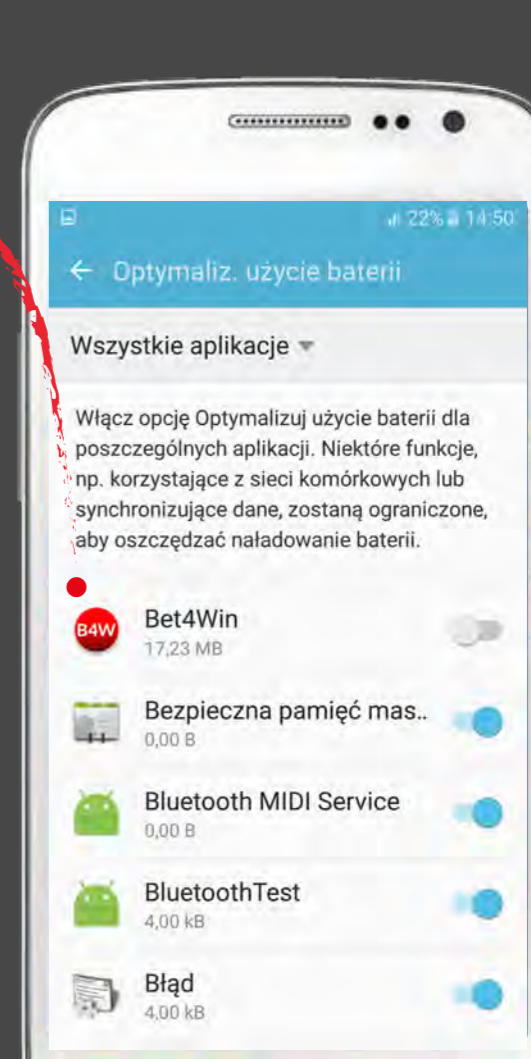 22% 14:50
Optymaliz. użycie baterii
Wszystkie aplikacje
Włącz opcję Optymalizuj użycie baterii dla
poszczególnych aplikacji. Niektóre funkcje,
np. korzystające z sieci komórkowych lub
synchronizujące dane, zostaną ograniczone,
aby oszczędzać naładowanie baterii.
B4W
Bet4Win
17,23 MB
Bezpieczna pamięć mas..
0,00 B
Bluetooth MIDI Service
0,00 B
BluetoothTest
4,00 kB
Błąd
4,00 kB